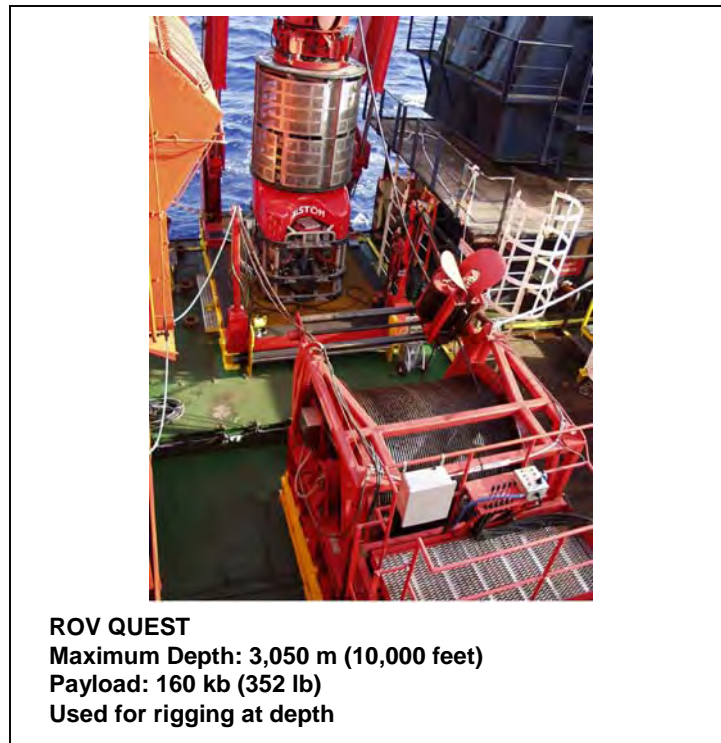 ALSTOM
ROV QUEST
Maximum Depth: 3,050 m (10,000 feet)
Payload: 160 kb (352 lb)
Used for rigging at depth